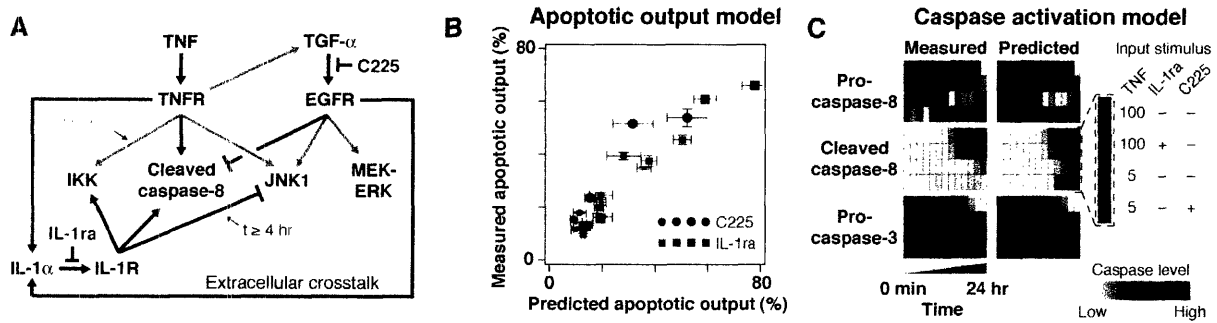 A
TNF
TGF-α
C225
TNFR
EGFR
IKK
Cleaved
caspase-8
JNK1
MEK-
ERK
IL-1ra
t ≥ 4 hr
IL-1α
IL-1R
Extracellular crosstalk
B
Apoptotic output model
Measured apoptotic output (%)
80
0
C225
IL-1ra
0
80
Predicted apoptotic output (%)
C
Caspase activation model
Measured
Predicted
Input stimulus
TNF
IL-1ra
C225
Pro-
caspase-8
Cleaved
caspase-8
Pro-
caspase-3
100 – –
100 + –
5 – –
5 – +
0 min
24 hr
Time
Caspase level
Low
High